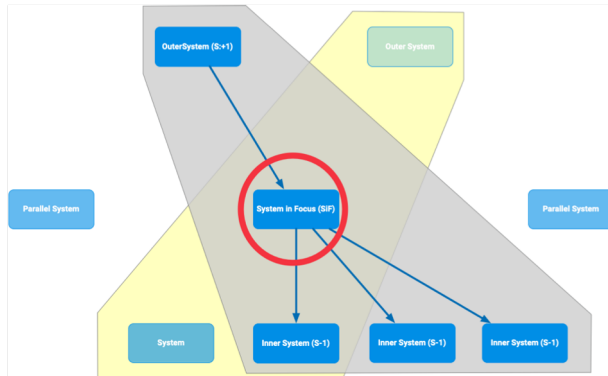 OuterSystem (S:+1)
Outer System
Parallel System
System in Focus (SiF)
Parallel System
System
Inner System (S-1)
Inner System (S-1)
Inner System (S-1)